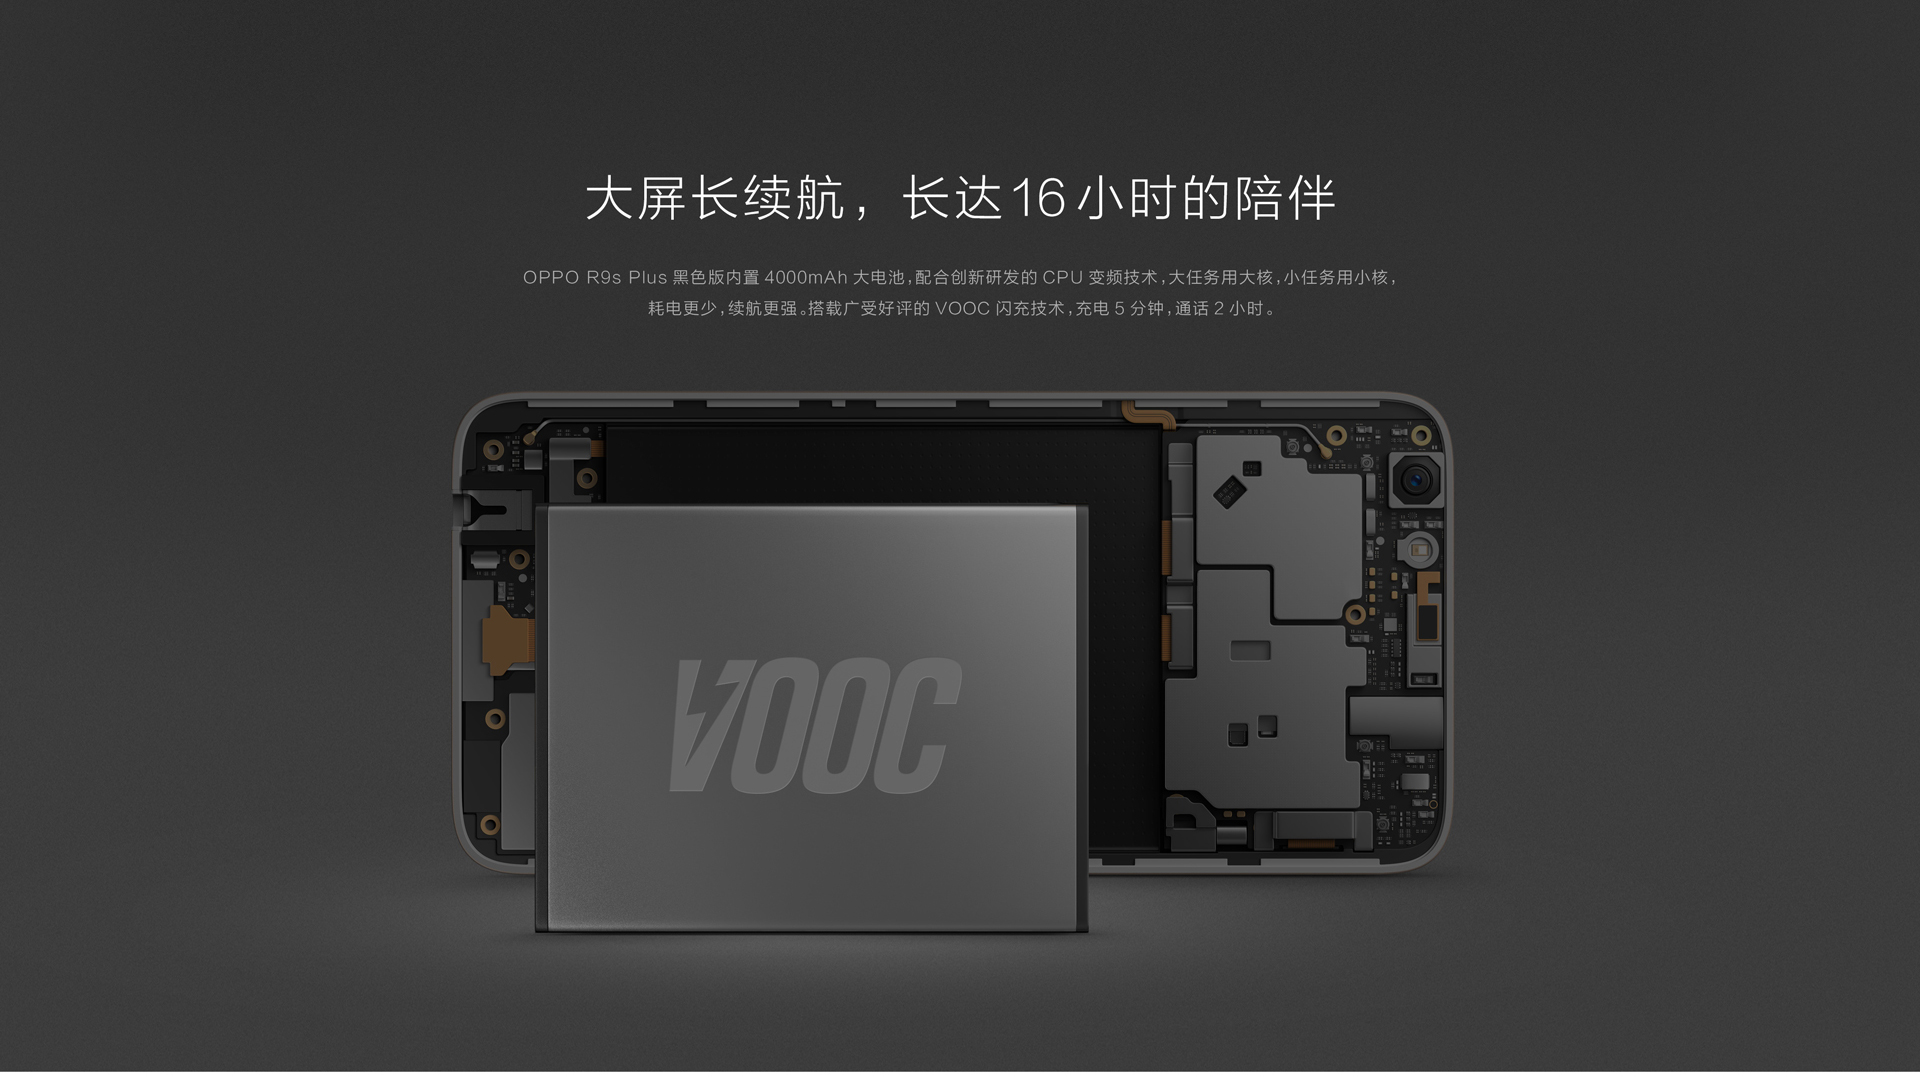 大屏长续航，长达16小时的陪伴
OPPO R9s Plus 黑色版内置 4000mAh 大电池，配合创新研发的 CPU 变频技术，大任务用大核，小任务用小核，
耗电更少，续航更强。搭载广受好评的 VOOC 闪充技术，充电 5 分钟，通话 2 小时。
VOOC